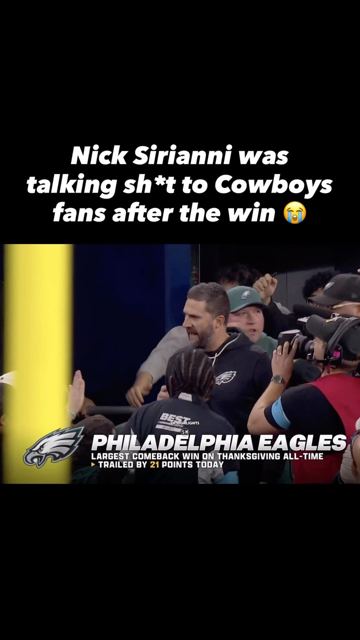 Nick Sirianni was
talking sh*t to Cowboys
fans after the win 😭
BEST
PHILADELPHIA EAGLES
LARGEST COMEBACK WIN ON THANKSGIVING ALL-TIME
▸ TRAILED BY 21 POINTS TODAY